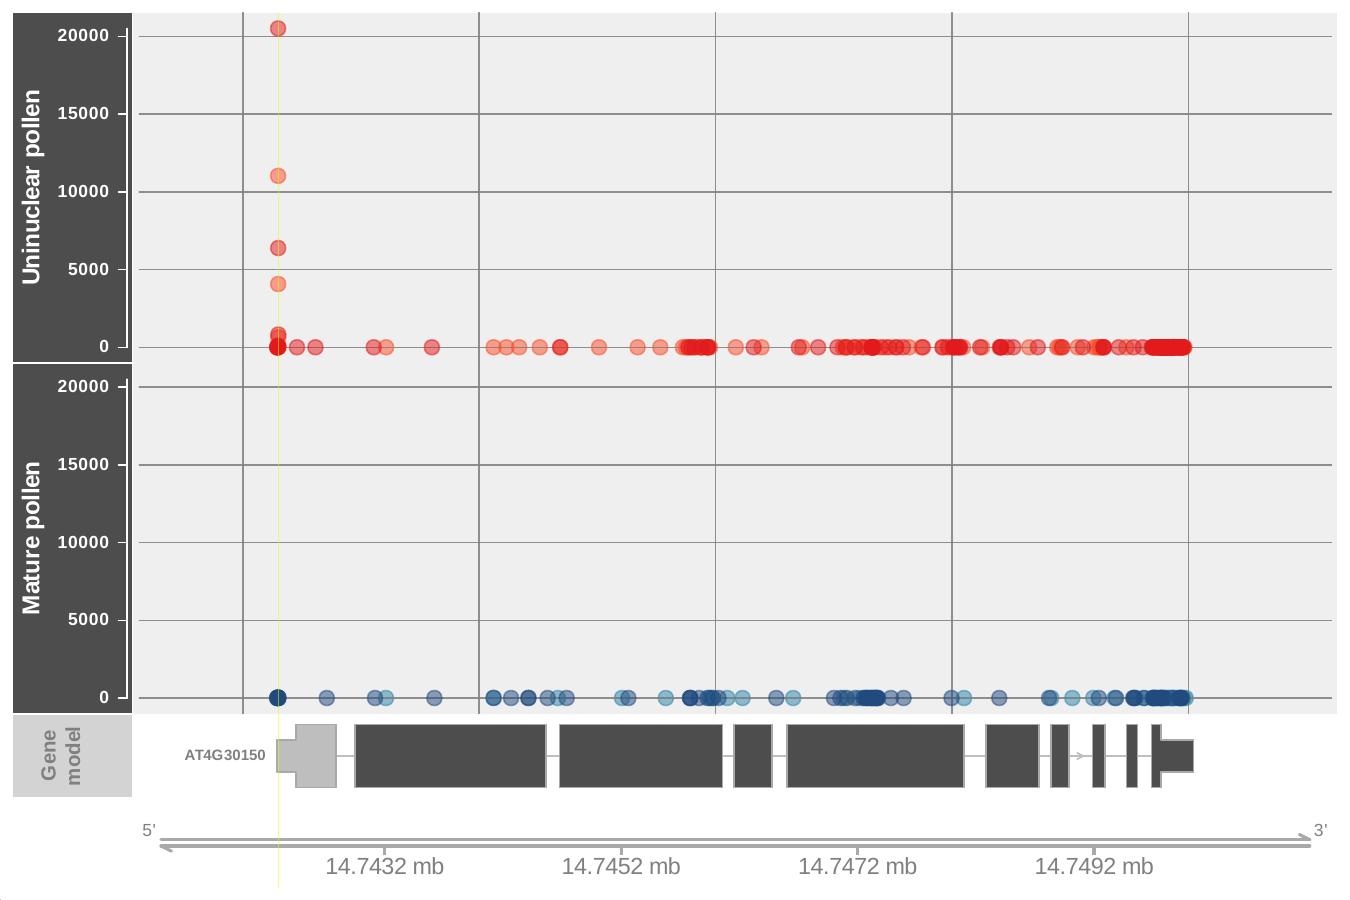 Uninuclear pollen
20000
15000
10000
5000
0
Mature pollen
20000
15000
10000
5000
0
Gene
model
AT4G30150
5'
3'
14.7432 mb
14.7452 mb
14.7472 mb
14.7492 mb